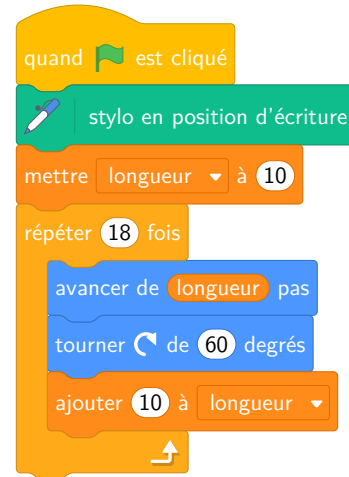 quand est cliqué
stylo en position d'écriture
mettre longueur à 10
répéter 18 fois
avancer de longueur pas
tourner de 60 degrés
ajouter 10 à longueur